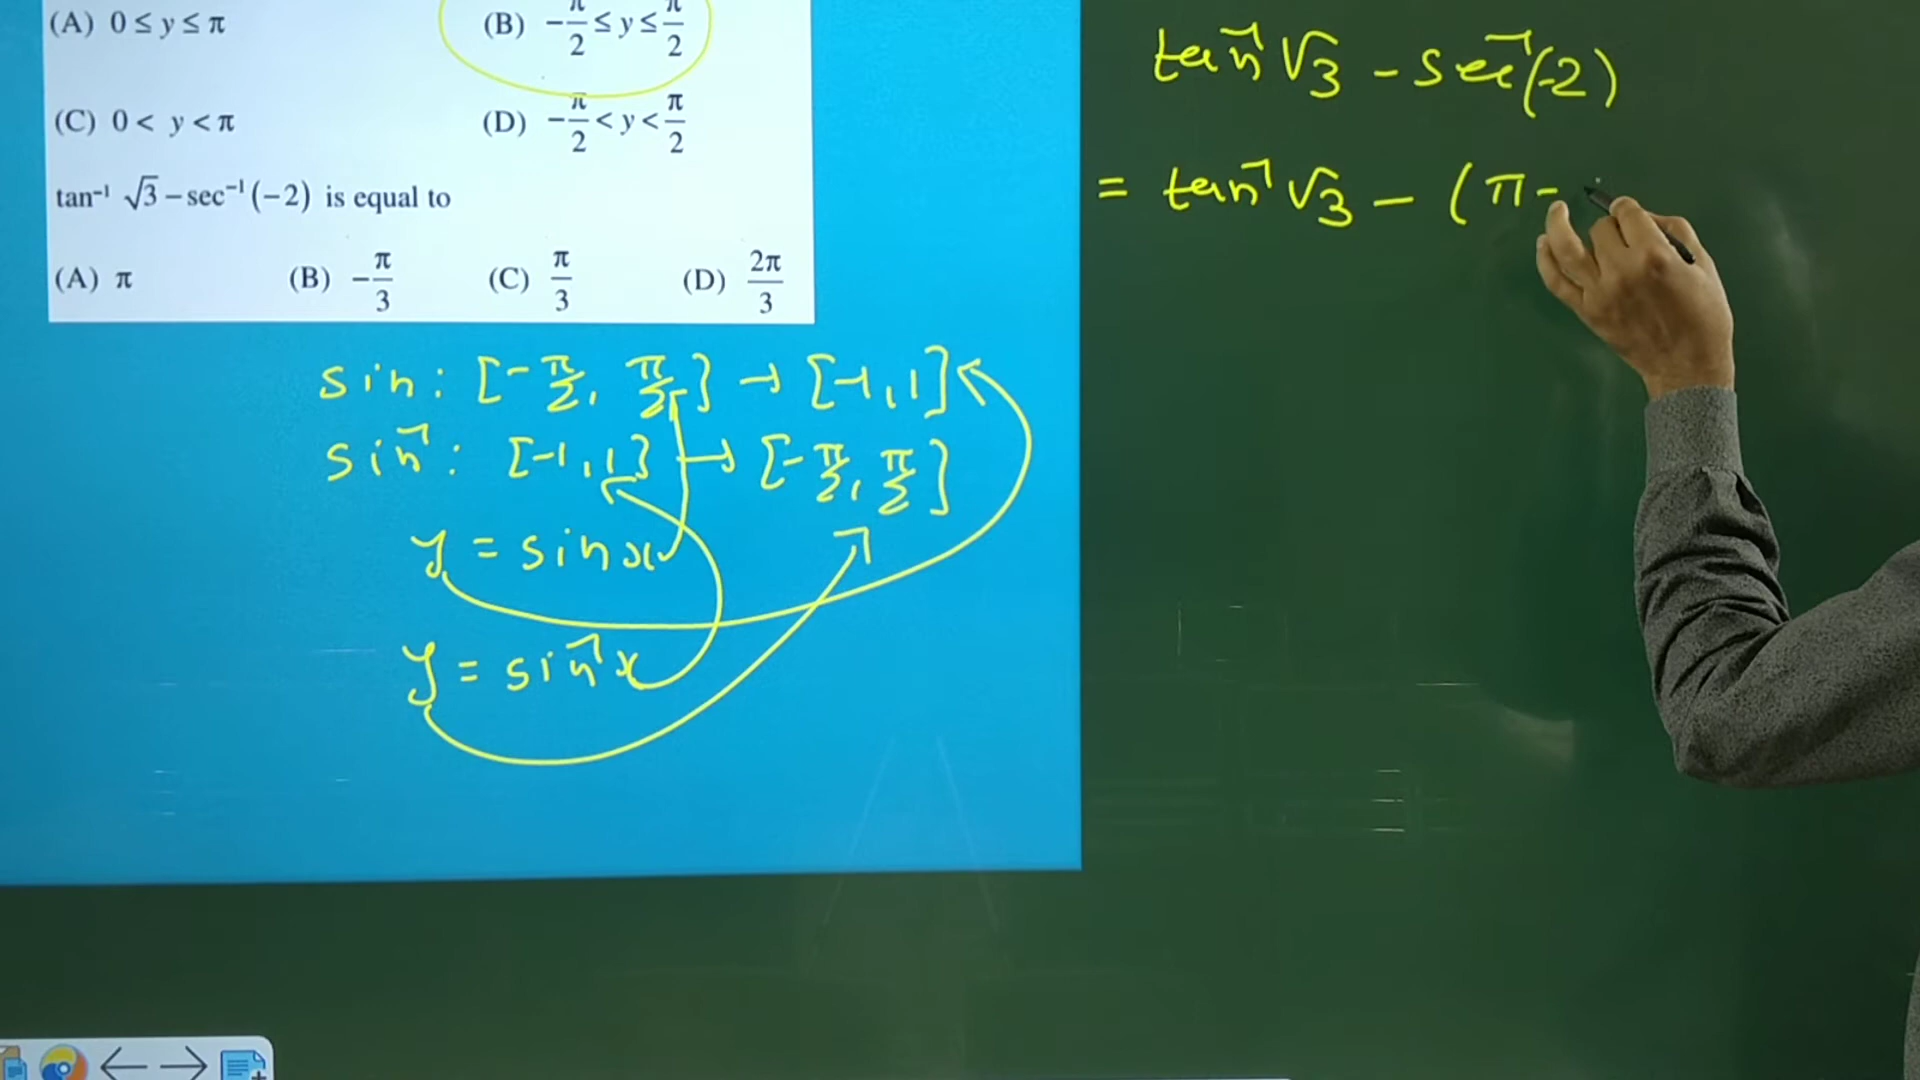 (A) 0 ≤ y ≤ π (B) −π/2 ≤ y ≤ π/2
(C) 0 < y < π (D) −π/2 < y < π/2
tan⁻¹ √3 − sec⁻¹ (−2) is equal to
(A) π (B) −π/3 (C) π/3 (D) 2π/3
sin : [−π/2, π/2] → [−1, 1]
sin⁻¹ : [−1, 1] → [−π/2, π/2]
y = sin x
y = sin⁻¹ x
tan⁻¹ √3 − sec⁻¹(−2)
= tan⁻¹ √3 − (π −